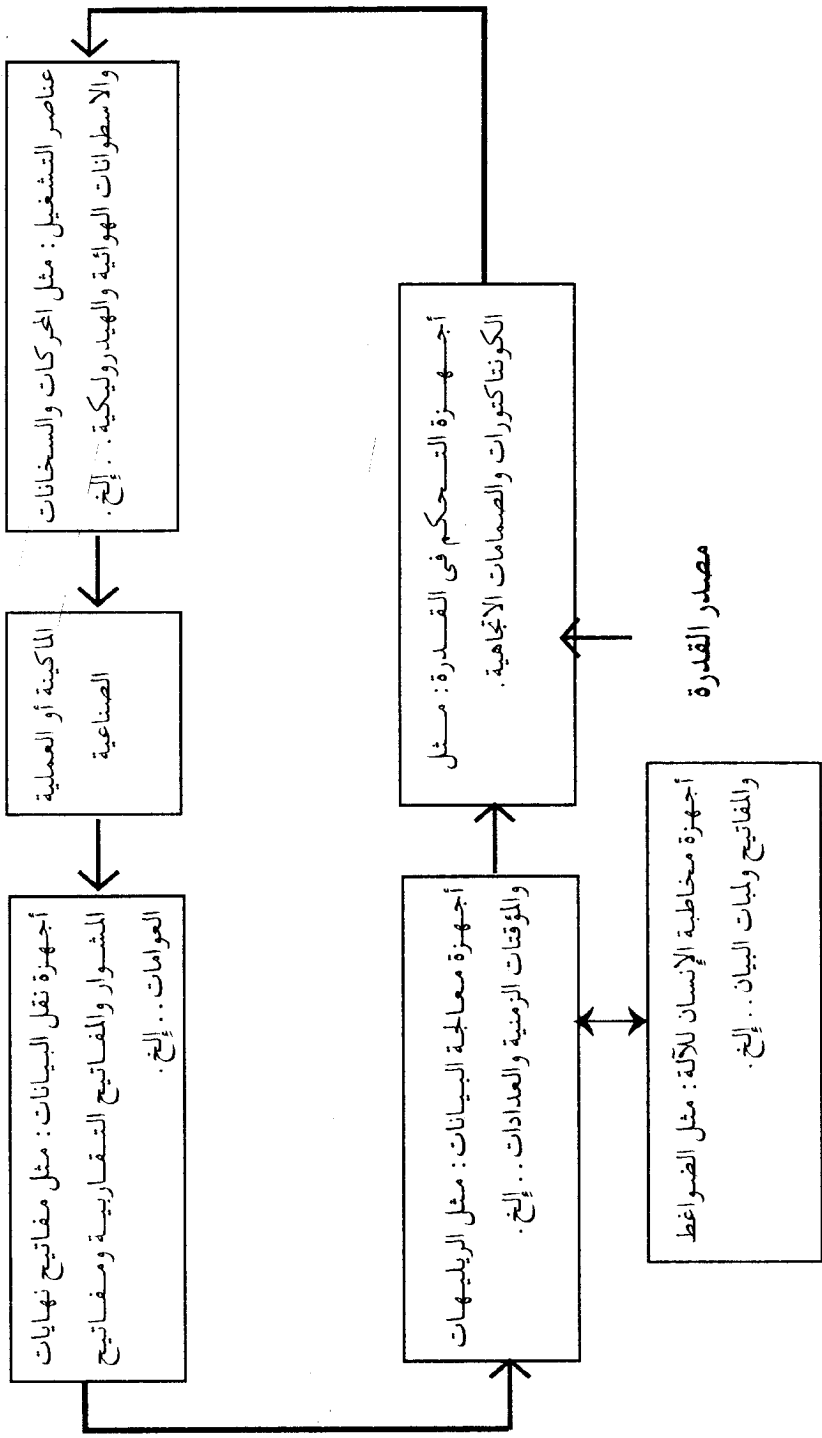 عناصر التشغيل: مثل المحركات والسخانات
والاسطوانات الهوائية والهيدروليكية.. إلخ.
الماكينة أو العملية
الصناعية
أجهزة نقل البيانات: مثل مفاتيح نهايات
المشوار والمفاتيح التقاربية ومفاتيح
العوامات.. إلخ.
أجهزة التحكم فى القدرة: مثل
الكونتاكتورات والصمامات الاتجاهية.
مصدر القدرة
أجهزة معالجة البيانات: مثل الريليهات
والمؤقتات الزمنية والعدادات.. إلخ.
أجهزة مخاطبة الإنسان للآلة: مثل الضواغط
والمفاتيح ولمبات البيان.. إلخ.